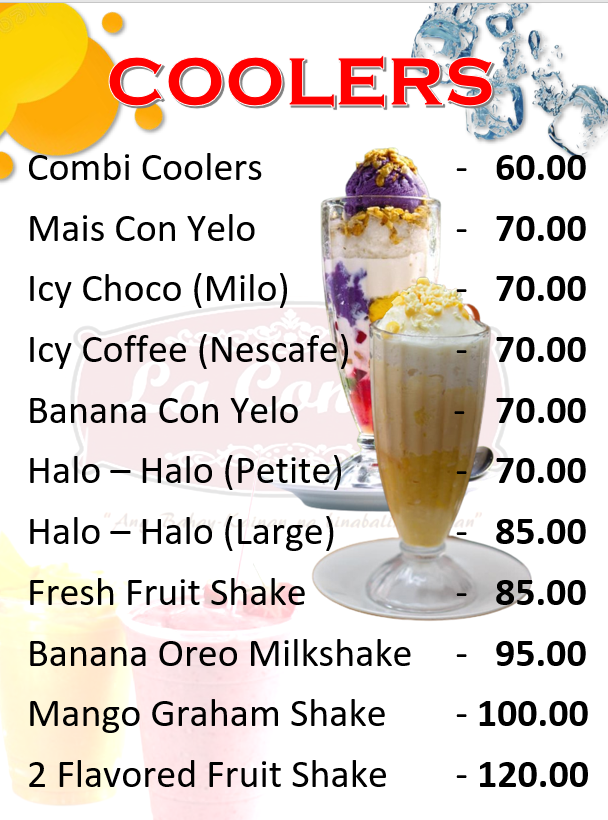 COOLERS
Combi Coolers - 60.00
Mais Con Yelo - 70.00
Icy Choco (Milo) - 70.00
Icy Coffee (Nescafe) - 70.00
La Con
Banana Con Yelo - 70.00
Halo – Halo (Petite) - 70.00
Halo – Halo (Large) - 85.00
Fresh Fruit Shake - 85.00
Banana Oreo Milkshake - 95.00
Mango Graham Shake - 100.00
2 Flavored Fruit Shake - 120.00